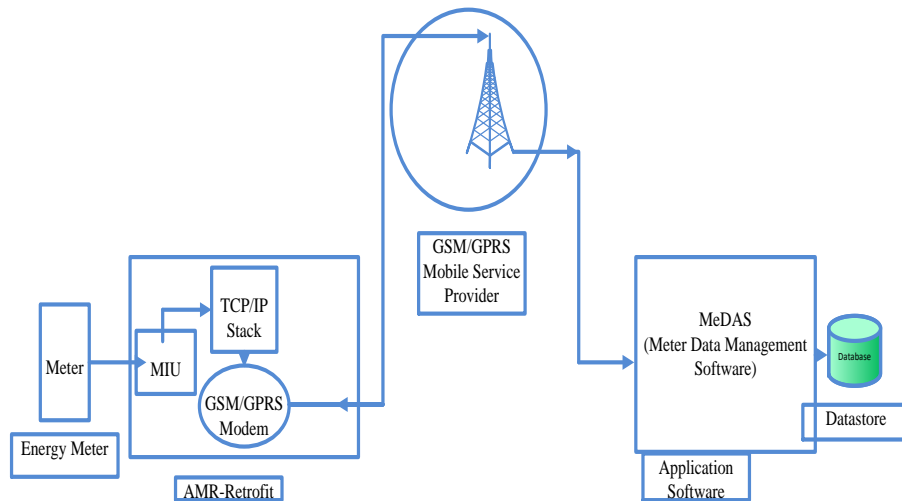 GSM/GPRS
Mobile Service
Provider
TCP/IP
Stack
Meter
MIU
GSM/GPRS
Modem
Energy Meter
AMR-Retrofit
MeDAS
(Meter Data Management
Software)
Database
Datastore
Application
Software